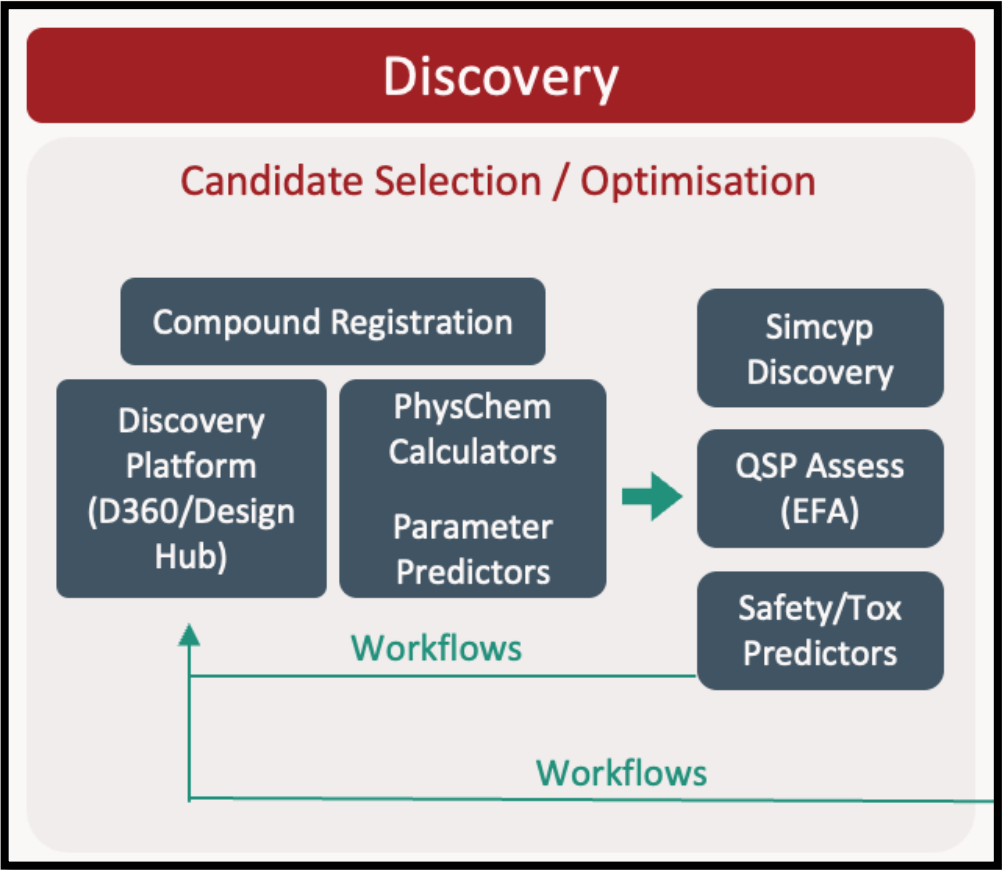 Discovery
Candidate Selection / Optimisation
Compound Registration
Discovery
Platform
(D360/Design
Hub)
PhysChem
Calculators
Parameter
Predictors
Simcyp
Discovery
QSP Assess
(EFA)
Safety/Tox
Predictors
Workflows
Workflows